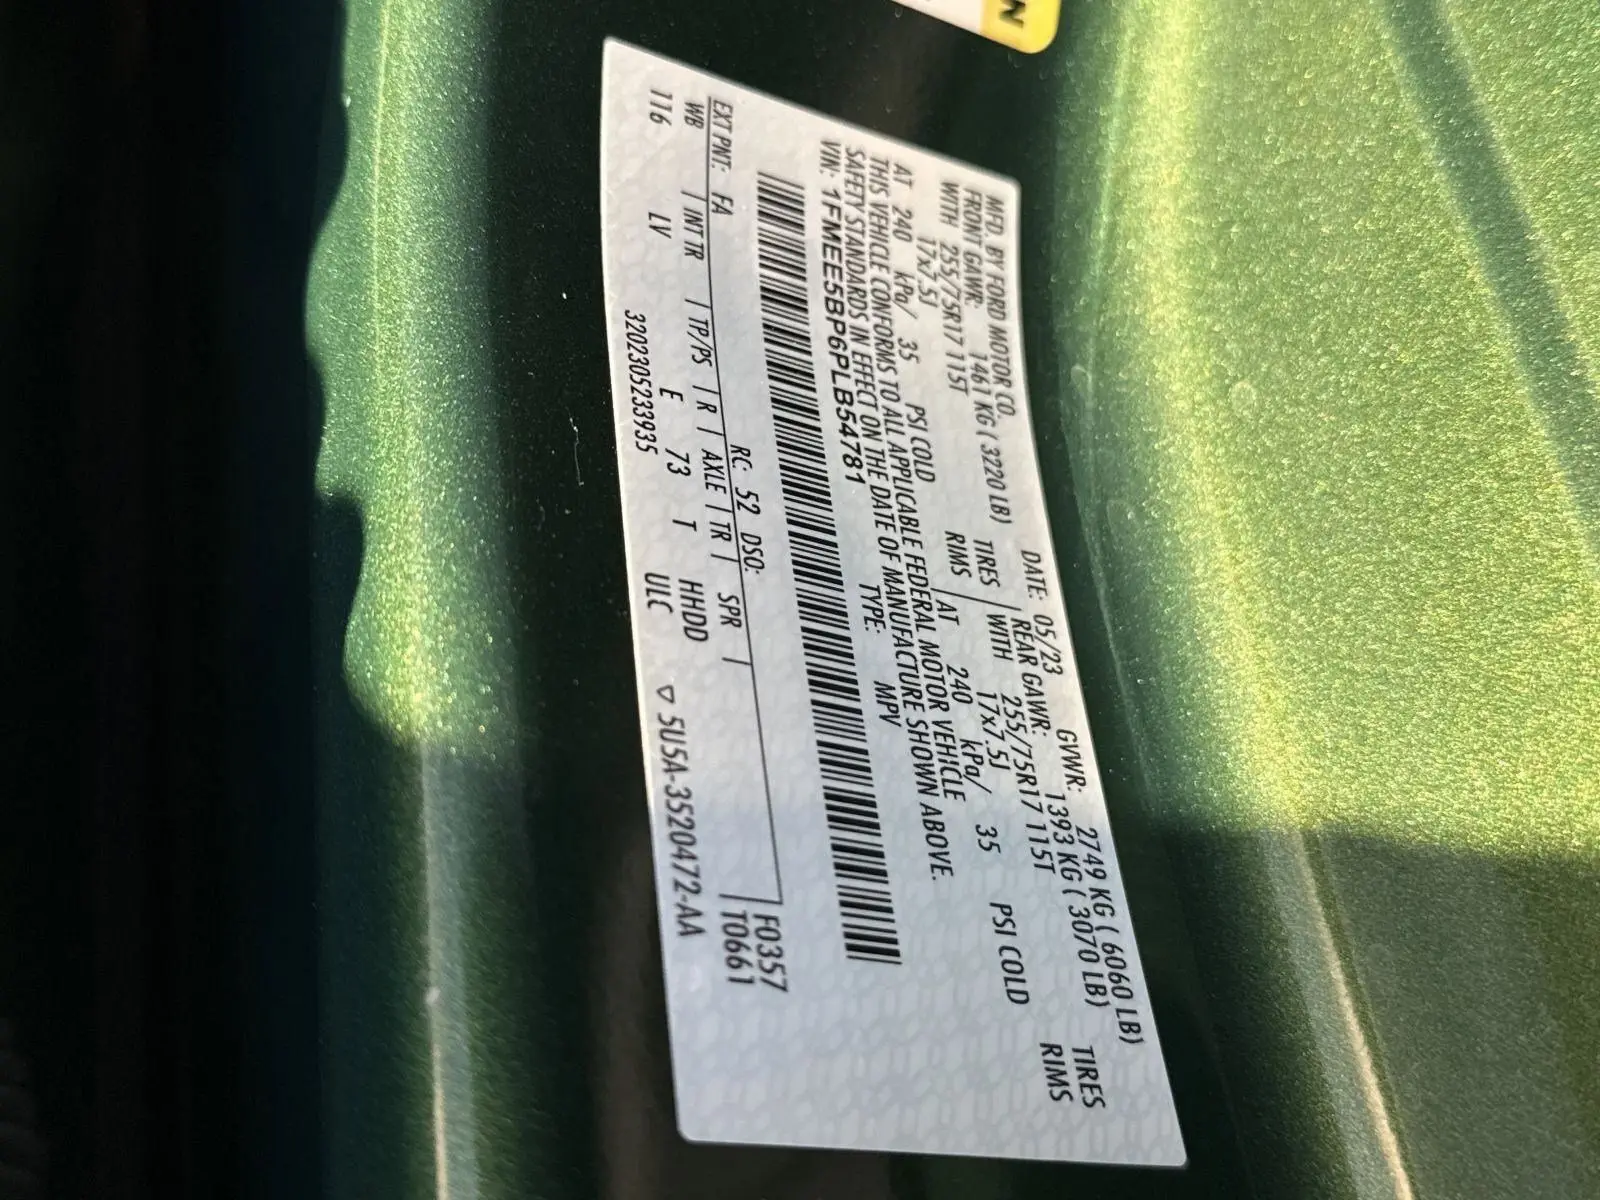 N
MFD. BY FORD MOTOR CO. DATE: 05/23 GVWR: 2749 KG ( 6060 LB)
FRONT GAWR: 1461 KG ( 3220 LB) TIRES REAR GAWR: 1393 KG ( 3070 LB) TIRES
WITH 255/75R17 115T RIMS WITH 255/75R17 115T RIMS
17x7.5J 17x7.5J
AT 240 kPa/ 35 PSI COLD AT 240 kPa/ 35 PSI COLD
THIS VEHICLE CONFORMS TO ALL APPLICABLE FEDERAL MOTOR VEHICLE
SAFETY STANDARDS IN EFFECT ON THE DATE OF MANUFACTURE SHOWN ABOVE.
VIN: 1FMEE5BP6PLB54781 TYPE: MPV
F0357
T0661
EXT PNT: FA RC: 52 DSO:
WB | INT TR | TP/PS | R | AXLE | TR | SPR |
116 LV E 73 T HHDD
320230523935 ULC ▽ 5U5A-3520472-AA